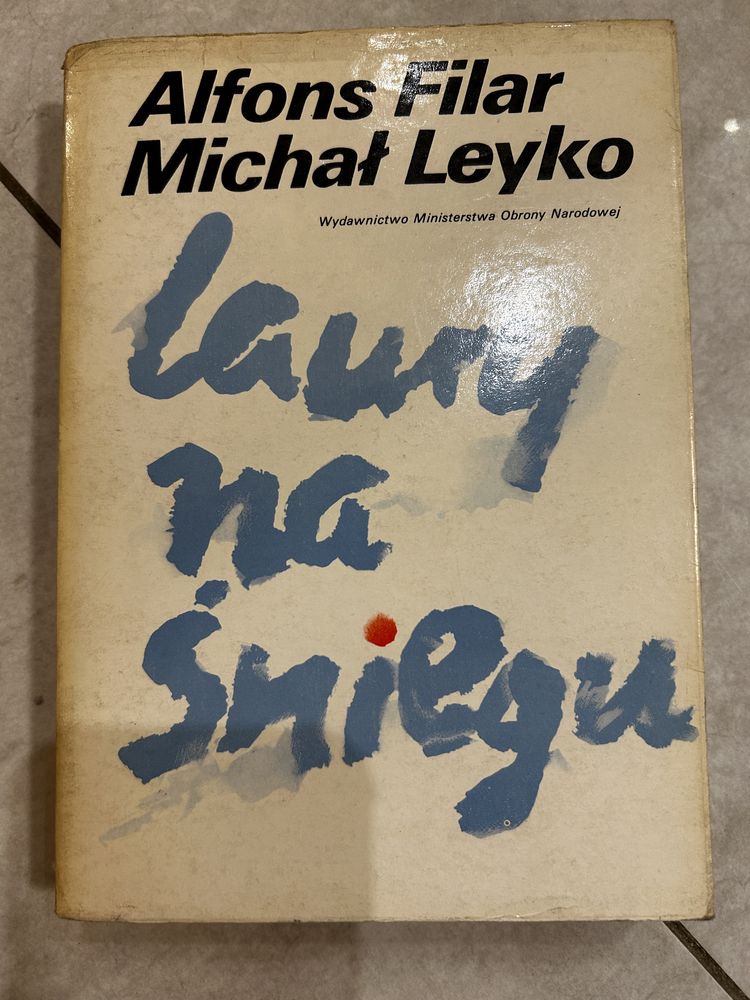 Alfons Filar
Michał Leyko
Wydawnictwo Ministerstwa Obrony Narodowej
laury
na
śniegu